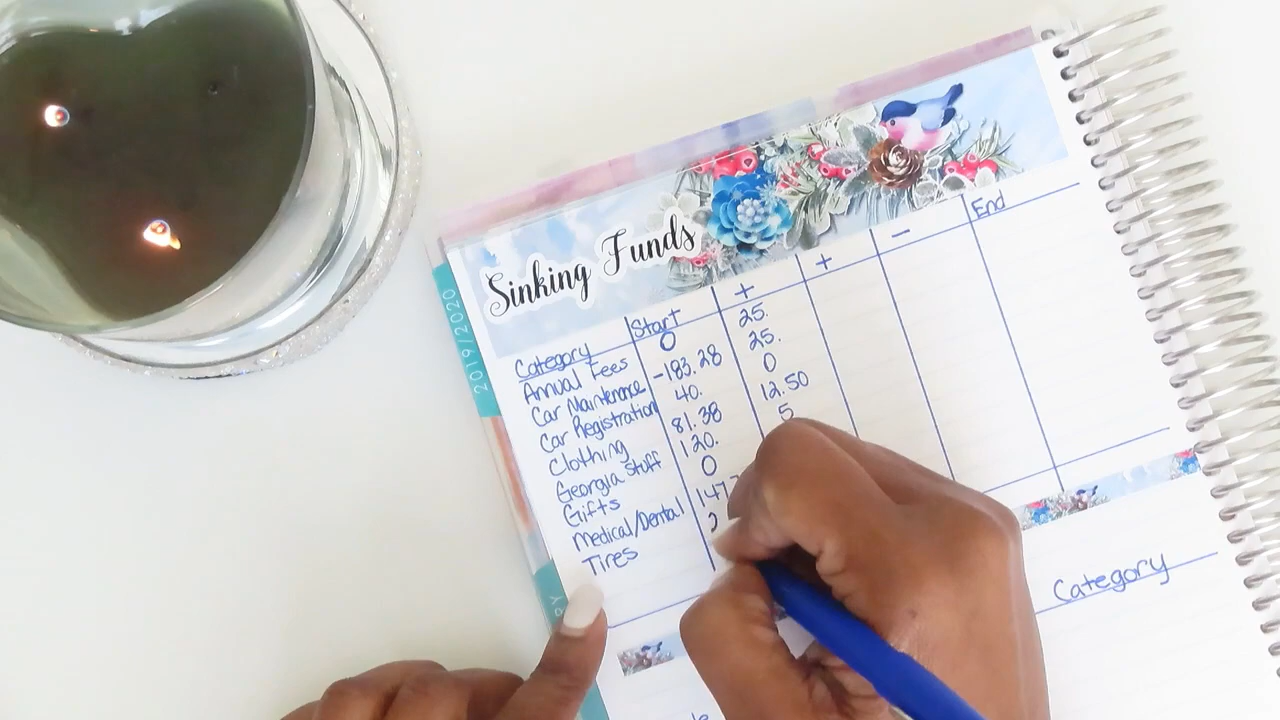 2019/2020
Sinking Funds
Category Start + + - End
Annual Fees 0 25.
Car Maintenance -183.28 25.
Car Registration 40. 0
Clothing 81.38 12.50
Georgia Stuff 120. 5
Gifts 0
Medical/Dental 147
Tires
Category